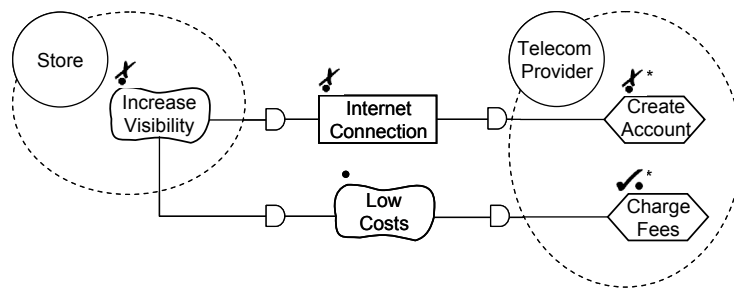 Store
Increase
Visibility
Internet
Connection
Telecom
Provider
*
Create
Account
Low
Costs
*
Charge
Fees